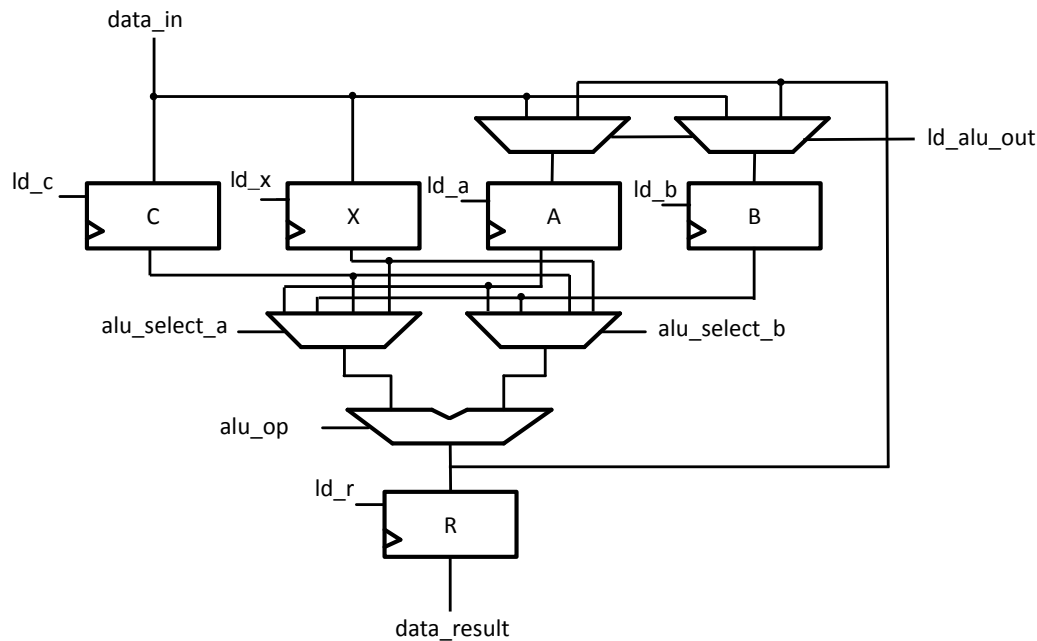 data_in
ld_alu_out
ld_c
ld_x
ld_a
ld_b
C
X
A
B
alu_select_a
alu_select_b
alu_op
ld_r
R
data_result